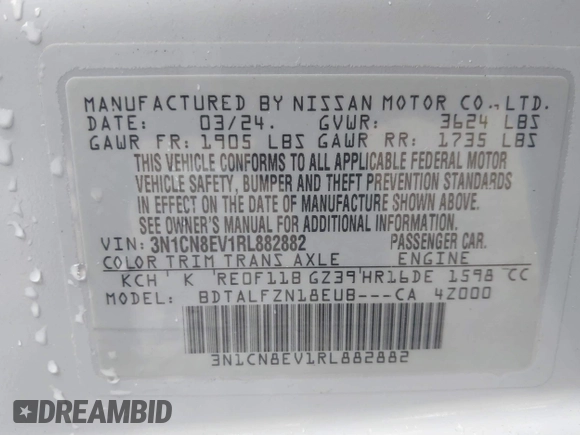 MANUFACTURED BY NISSAN MOTOR CO., LTD.
DATE: 03/24. GVWR: 3624 LBS
GAWR FR: 1905 LBS GAWR RR: 1735 LBS
THIS VEHICLE CONFORMS TO ALL APPLICABLE FEDERAL MOTOR
VEHICLE SAFETY, BUMPER AND THEFT PREVENTION STANDARDS
IN EFFECT ON THE DATE OF MANUFACTURE SHOWN ABOVE.
SEE OWNER'S MANUAL FOR ADDITIONAL INFORMATION.
VIN: 3N1CN8EV1RL882882 PASSENGER CAR.
COLOR TRIM TRANS AXLE ENGINE
KCH K RE0F11B GZ39 HR16DE 1598 CC
MODEL: BDTALFZN18EUB---CA 4Z000
3N1CN8EV1RL882882
DREAMBID